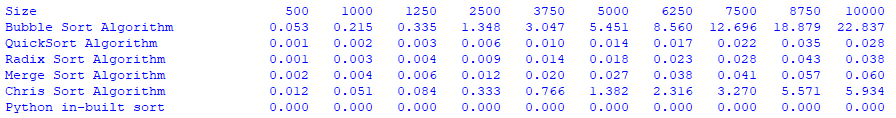 Size 500 1000 1250 2500 3750 5000 6250 7500 8750 10000
Bubble Sort Algorithm 0.053 0.215 0.335 1.348 3.047 5.451 8.560 12.696 18.879 22.837
QuickSort Algorithm 0.001 0.002 0.003 0.006 0.010 0.014 0.017 0.022 0.035 0.028
Radix Sort Algorithm 0.001 0.003 0.004 0.009 0.014 0.018 0.023 0.028 0.043 0.038
Merge Sort Algorithm 0.002 0.004 0.006 0.012 0.020 0.027 0.038 0.041 0.057 0.060
Chris Sort Algorithm 0.012 0.051 0.084 0.333 0.766 1.382 2.316 3.270 5.571 5.934
Python in-built sort 0.000 0.000 0.000 0.000 0.000 0.000 0.000 0.000 0.000 0.000